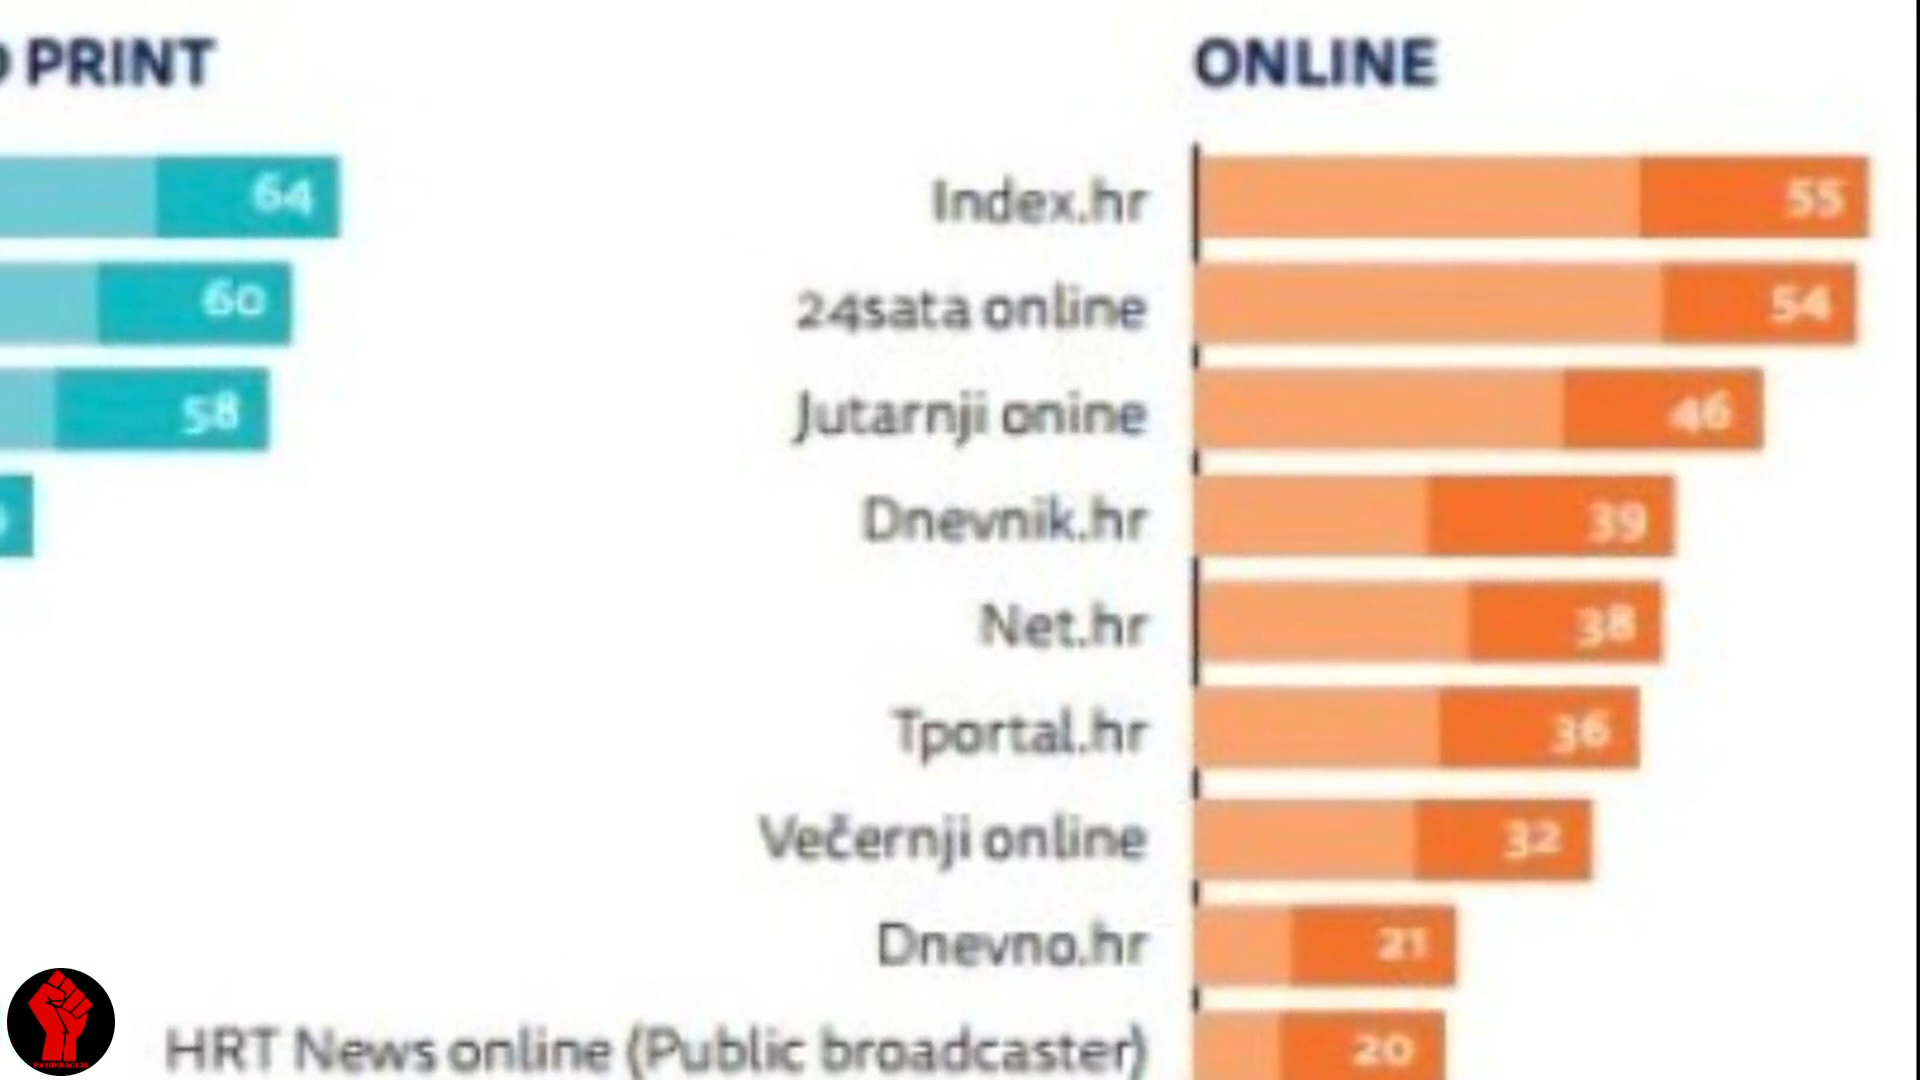 PRINT
ONLINE
64
60
58
Index.hr 55
24sata online 54
Jutarnji onine 46
Dnevnik.hr 39
Net.hr 38
Tportal.hr 36
Večernji online 32
Dnevno.hr 21
HRT News online (Public broadcaster) 20